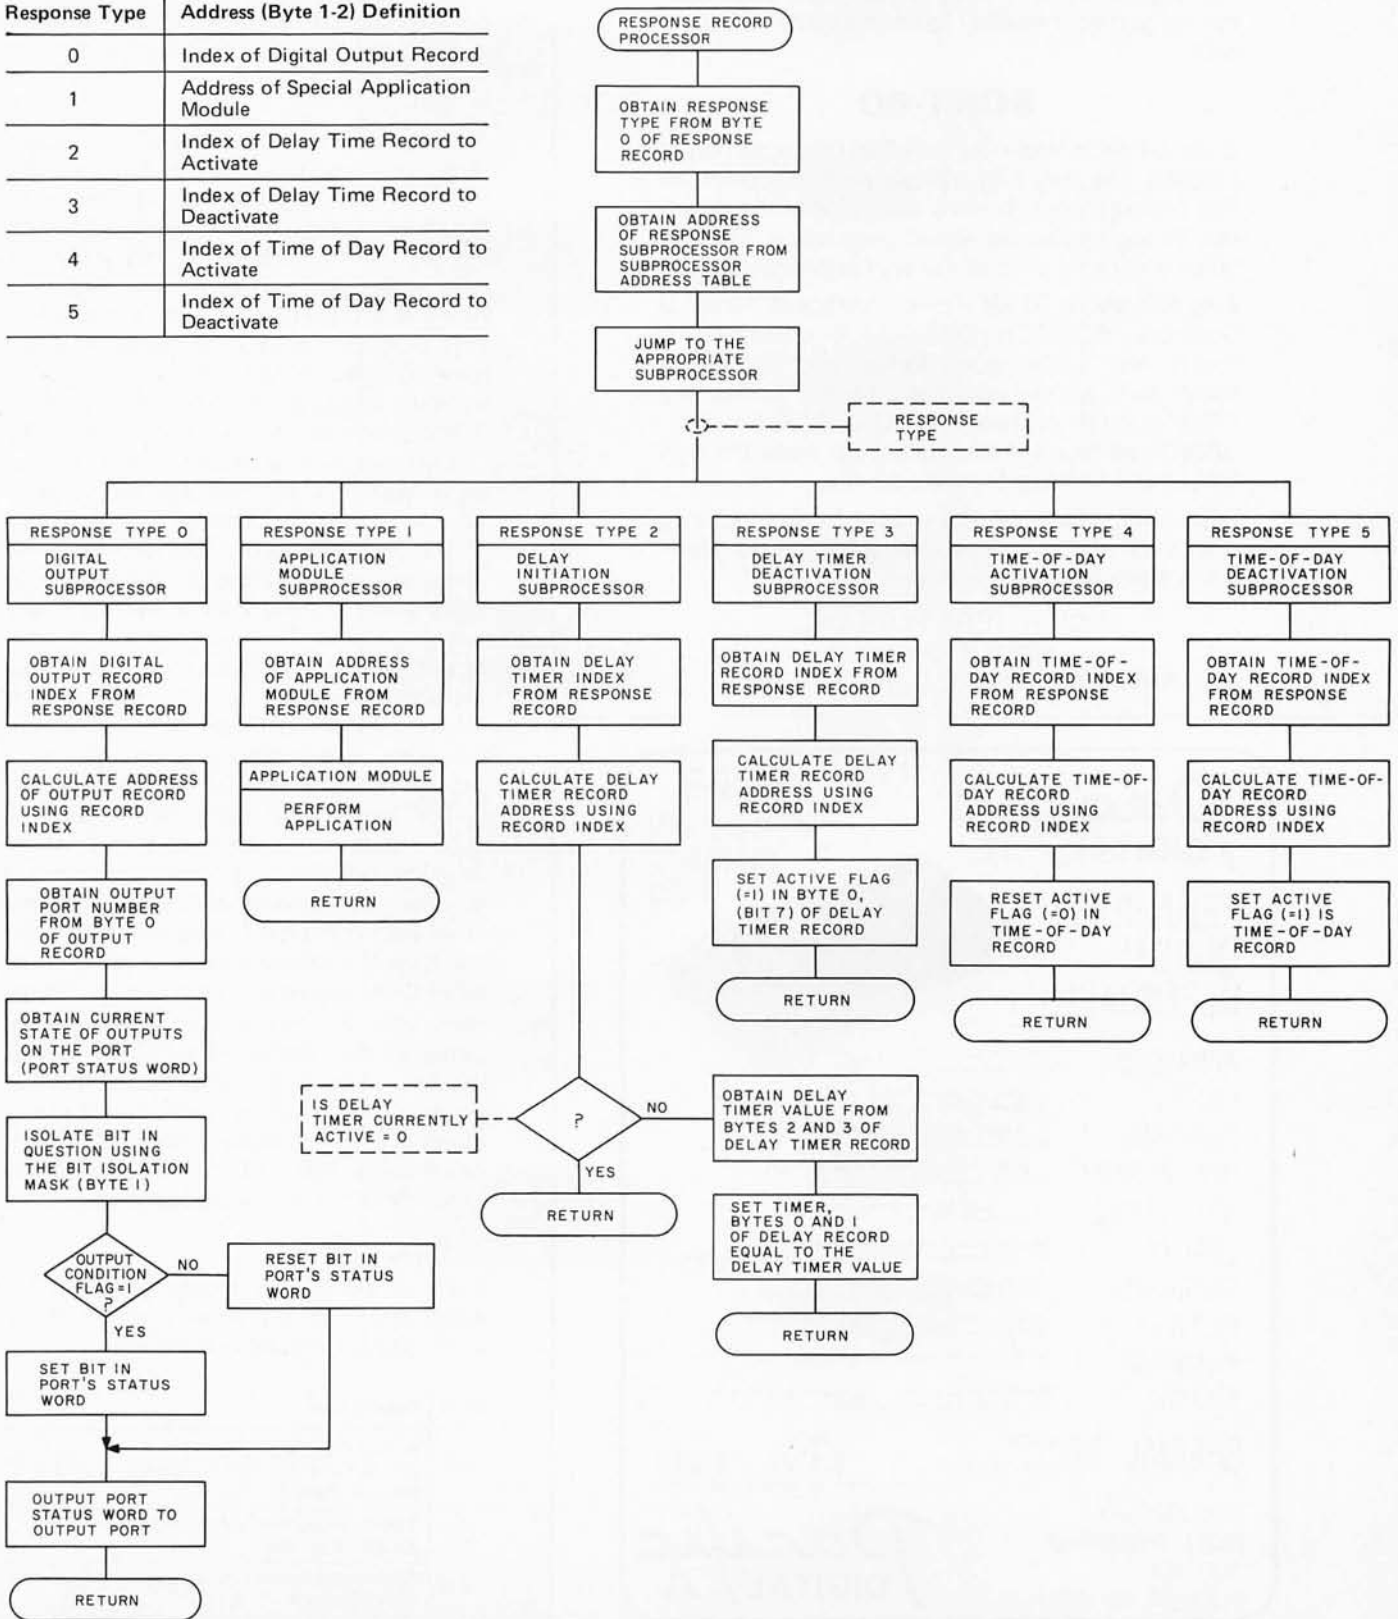 Response Type Address (Byte 1-2) Definition
0 Index of Digital Output Record
1 Address of Special Application
Module
2 Index of Delay Time Record to
Activate
3 Index of Delay Time Record to
Deactivate
4 Index of Time of Day Record to
Activate
5 Index of Time of Day Record to
Deactivate
RESPONSE RECORD
PROCESSOR
OBTAIN RESPONSE
TYPE FROM BYTE
0 OF RESPONSE
RECORD
OBTAIN ADDRESS
OF RESPONSE
SUBPROCESSOR FROM
SUBPROCESSOR
ADDRESS TABLE
JUMP TO THE
APPROPRIATE
SUBPROCESSOR
RESPONSE
TYPE
RESPONSE TYPE 0
DIGITAL
OUTPUT
SUBPROCESSOR
OBTAIN DIGITAL
OUTPUT RECORD
INDEX FROM
RESPONSE RECORD
CALCULATE ADDRESS
OF OUTPUT RECORD
USING RECORD
INDEX
OBTAIN OUTPUT
PORT NUMBER
FROM BYTE 0
OF OUTPUT
RECORD
OBTAIN CURRENT
STATE OF OUTPUTS
ON THE PORT
(PORT STATUS WORD)
ISOLATE BIT IN
QUESTION USING
THE BIT ISOLATION
MASK (BYTE 1)
OUTPUT
CONDITION
FLAG=1
?
NO
RESET BIT IN
PORT'S STATUS
WORD
YES
SET BIT IN
PORT'S STATUS
WORD
OUTPUT PORT
STATUS WORD TO
OUTPUT PORT
RETURN
RESPONSE TYPE 1
APPLICATION
MODULE
SUBPROCESSOR
OBTAIN ADDRESS
OF APPLICATION
MODULE FROM
RESPONSE RECORD
APPLICATION MODULE
PERFORM
APPLICATION
RETURN
RESPONSE TYPE 2
DELAY
INITIATION
SUBPROCESSOR
OBTAIN DELAY
TIMER INDEX
FROM RESPONSE
RECORD
CALCULATE DELAY
TIMER RECORD
ADDRESS USING
RECORD INDEX
IS DELAY
TIMER CURRENTLY
ACTIVE = 0
?
NO
YES
RETURN
OBTAIN DELAY
TIMER VALUE FROM
BYTES 2 AND 3 OF
DELAY TIMER RECORD
SET TIMER,
BYTES 0 AND 1
OF DELAY RECORD
EQUAL TO THE
DELAY TIMER VALUE
RETURN
RESPONSE TYPE 3
DELAY TIMER
DEACTIVATION
SUBPROCESSOR
OBTAIN DELAY TIMER
RECORD INDEX FROM
RESPONSE RECORD
CALCULATE DELAY
TIMER RECORD
ADDRESS USING
RECORD INDEX
SET ACTIVE FLAG
(=1) IN BYTE 0,
(BIT 7) OF DELAY
TIMER RECORD
RETURN
RESPONSE TYPE 4
TIME-OF-DAY
ACTIVATION
SUBPROCESSOR
OBTAIN TIME-OF-
DAY RECORD INDEX
FROM RESPONSE
RECORD
CALCULATE TIME-OF-
DAY RECORD
ADDRESS USING
RECORD INDEX
RESET ACTIVE
FLAG (=0) IN
TIME-OF-DAY
RECORD
RETURN
RESPONSE TYPE 5
TIME-OF-DAY
DEACTIVATION
SUBPROCESSOR
OBTAIN TIME-OF-
DAY RECORD INDEX
FROM RESPONSE
RECORD
CALCULATE TIME-OF-
DAY RECORD
ADDRESS USING
RECORD INDEX
SET ACTIVE
FLAG (=1) IS
TIME-OF-DAY
RECORD
RETURN